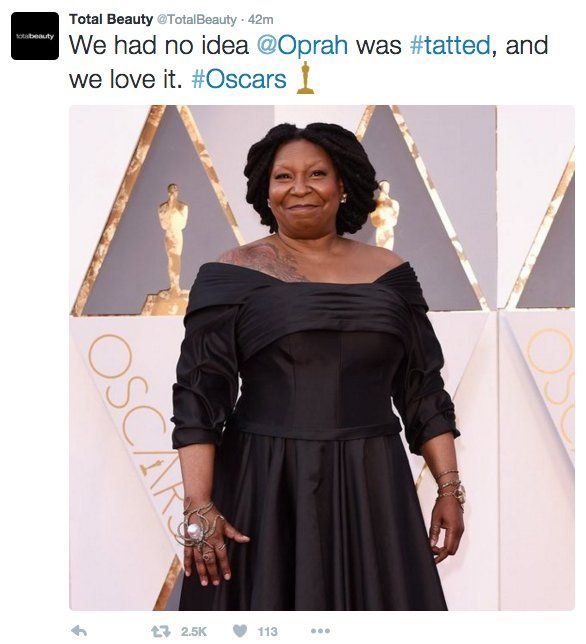 totalbeauty
Total Beauty @TotalBeauty · 42m
We had no idea @Oprah was #tatted, and
we love it. #Oscars
OSCARS
OS
2.5K 113